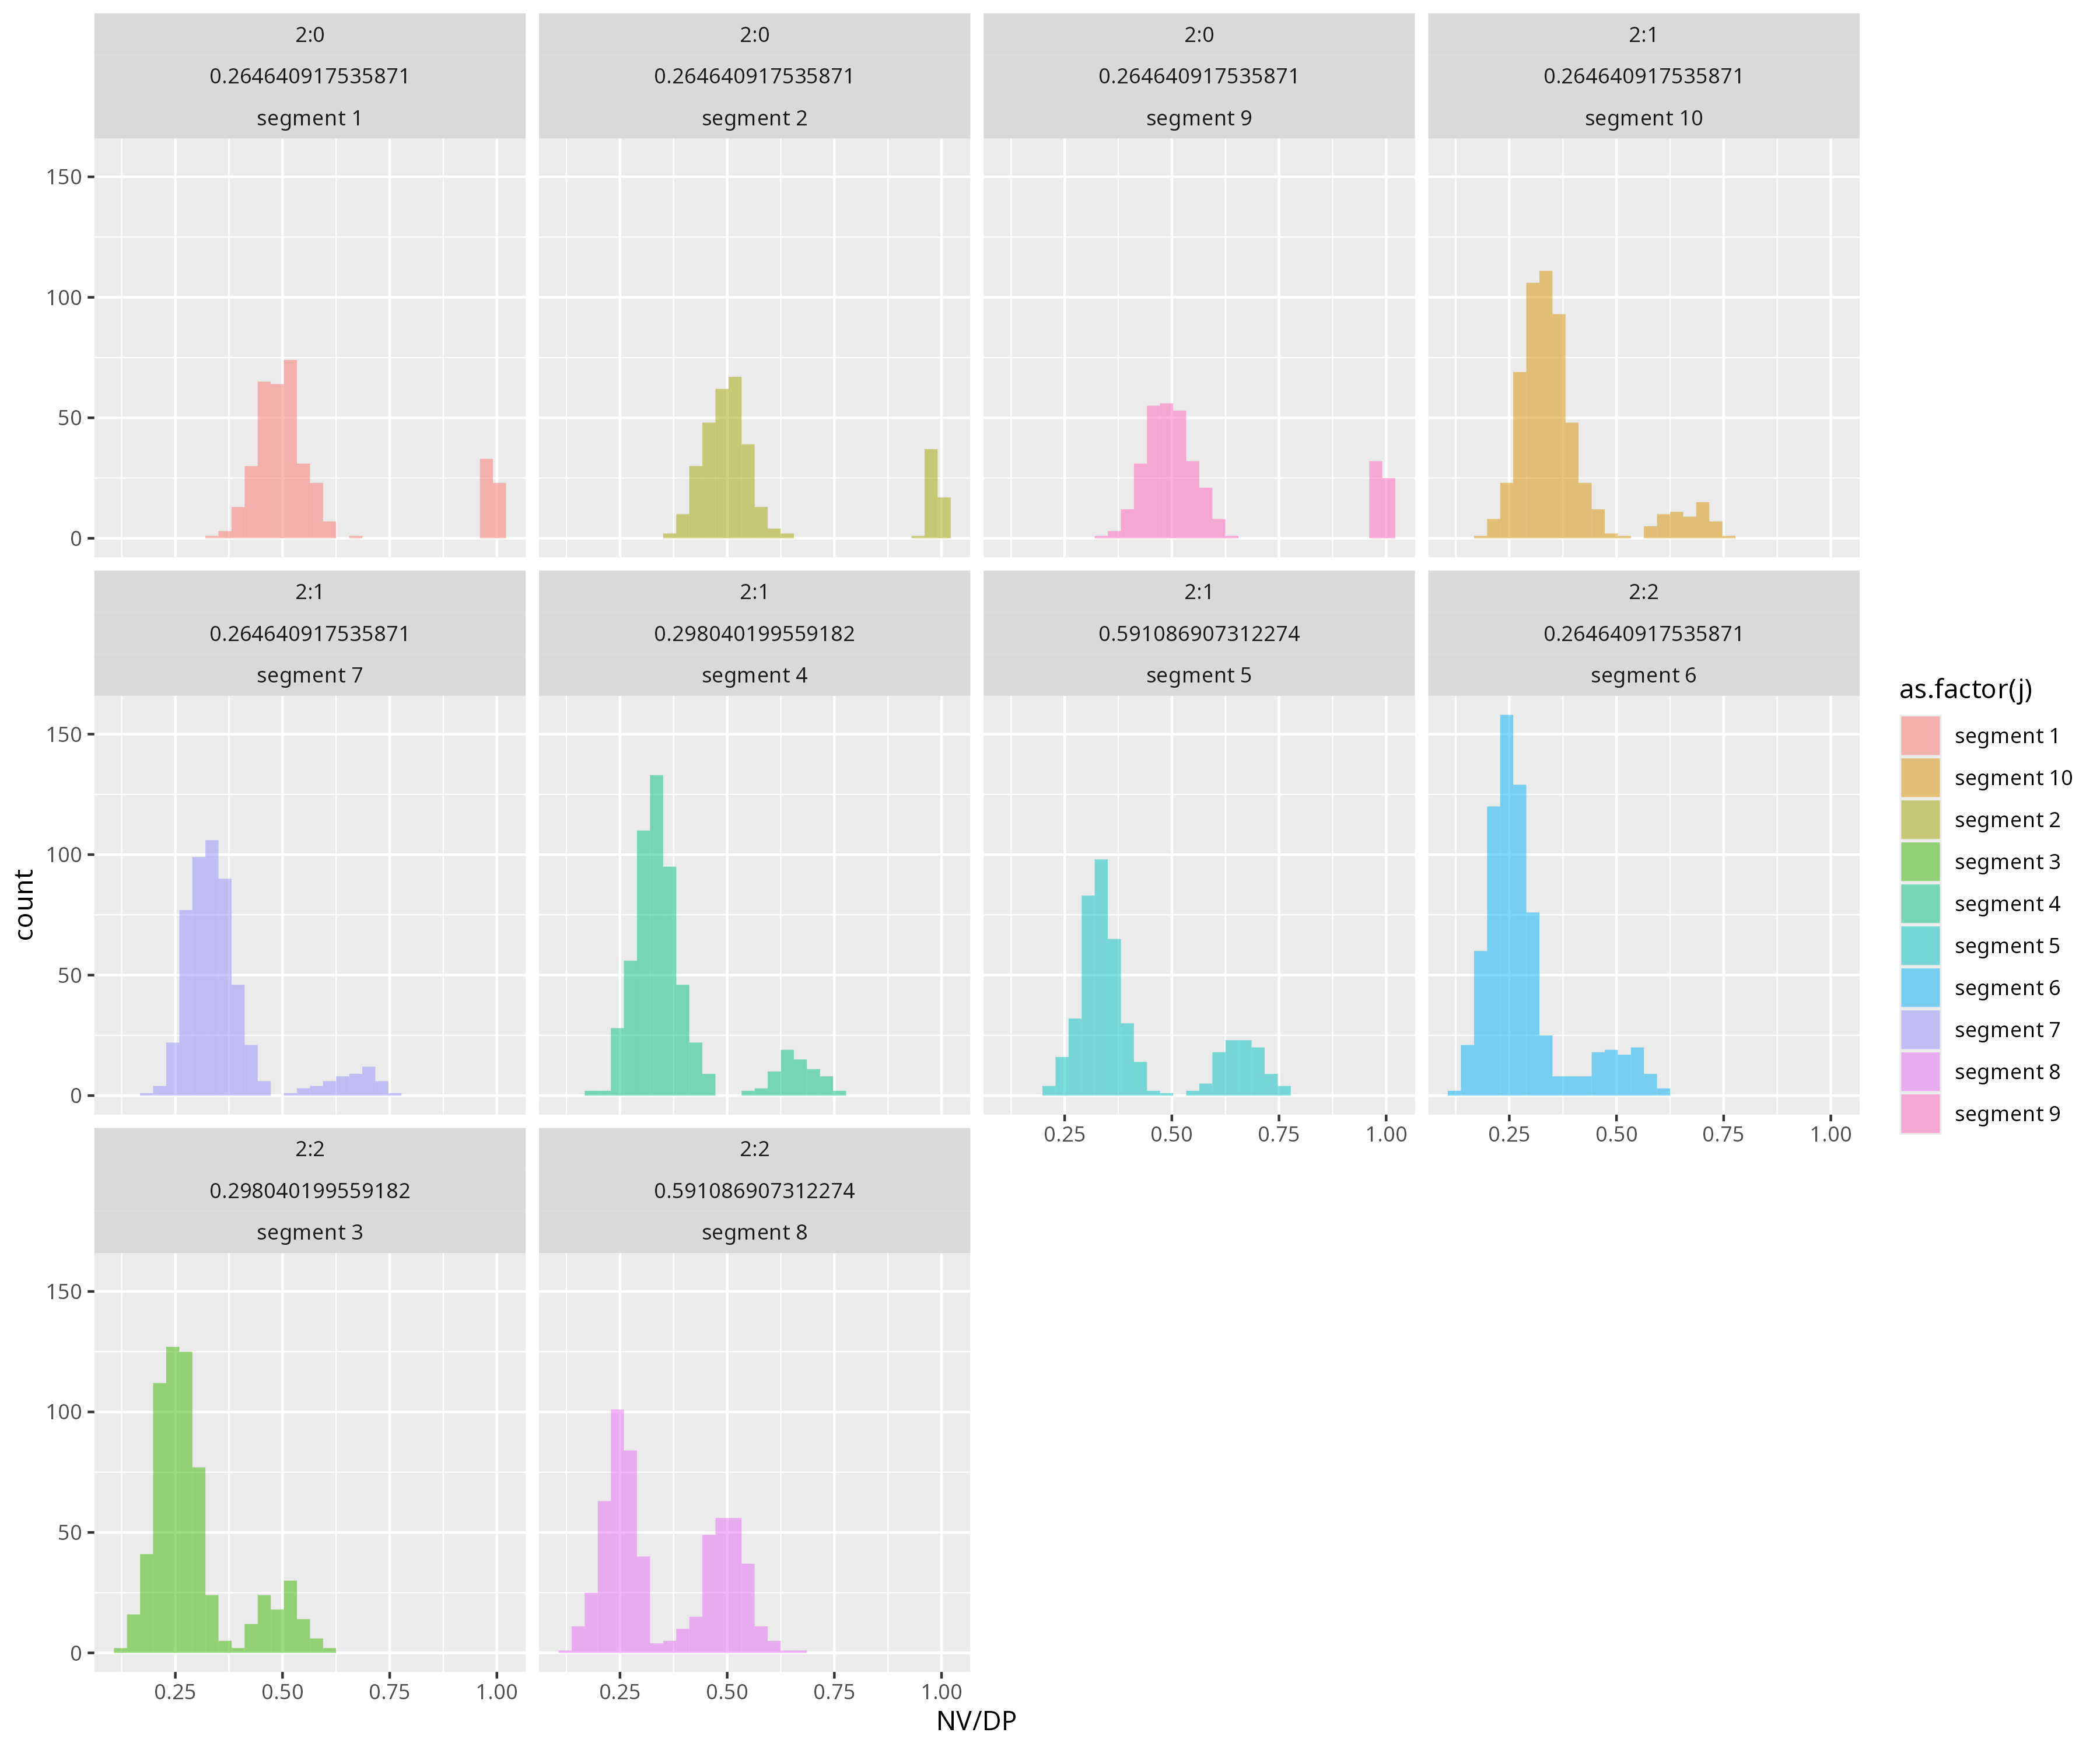 2:0
0.264640917535871
segment 1
2:0
0.264640917535871
segment 2
2:0
0.264640917535871
segment 9
2:1
0.264640917535871
segment 10
150
100
50
0
2:1
0.264640917535871
segment 7
2:1
0.298040199559182
segment 4
2:1
0.591086907312274
segment 5
2:2
0.264640917535871
segment 6
150
100
50
0
0.25 0.50 0.75 1.00
0.25 0.50 0.75 1.00
2:2
0.298040199559182
segment 3
2:2
0.591086907312274
segment 8
150
100
50
0
0.25 0.50 0.75 1.00
0.25 0.50 0.75 1.00
NV/DP
count
as.factor(j)
segment 1
segment 10
segment 2
segment 3
segment 4
segment 5
segment 6
segment 7
segment 8
segment 9